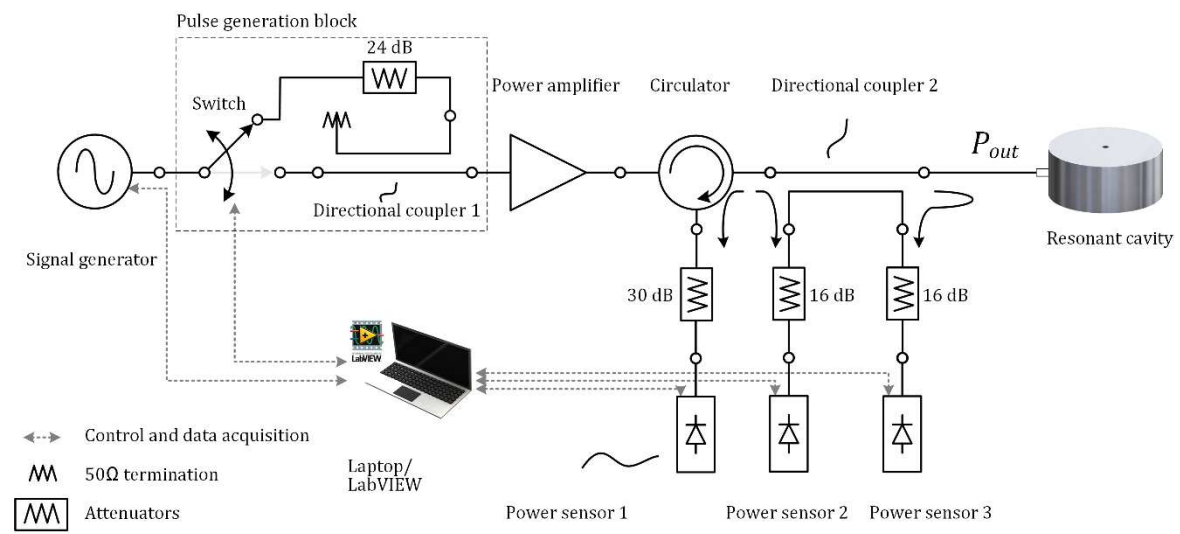 Pulse generation block
24 dB
Power amplifier
Circulator
Directional coupler 2
Switch
P_out
Directional coupler 1
Signal generator
Resonant cavity
30 dB
16 dB
16 dB
LabVIEW
Control and data acquisition
50Ω termination
Laptop/
LabVIEW
Attenuators
Power sensor 1
Power sensor 2
Power sensor 3